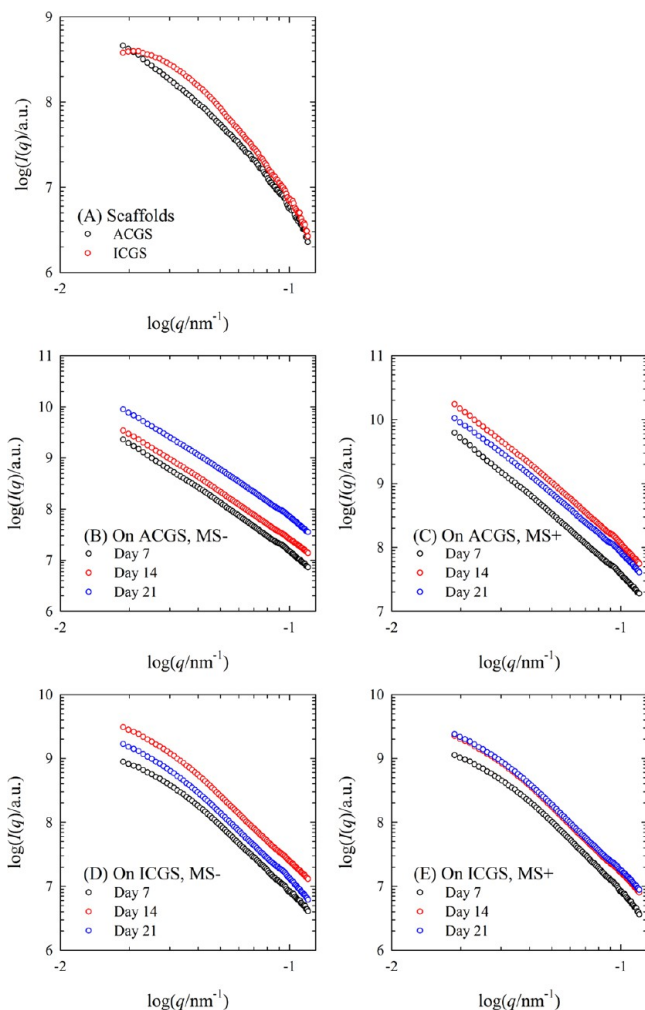 9
8
7
6
log(I(q)/a.u.)
(A) Scaffolds
ACGS
ICGS
-2
-1
log(q/nm⁻¹)
11
10
9
8
7
6
log(I(q)/a.u.)
(B) On ACGS, MS-
Day 7
Day 14
Day 21
-2
-1
log(q/nm⁻¹)
11
10
9
8
7
log(I(q)/a.u.)
(C) On ACGS, MS+
Day 7
Day 14
Day 21
-2
-1
log(q/nm⁻¹)
10
9
8
7
6
log(I(q)/a.u.)
(D) On ICGS, MS-
Day 7
Day 14
Day 21
-2
-1
log(q/nm⁻¹)
10
9
8
7
6
log(I(q)/a.u.)
(E) On ICGS, MS+
Day 7
Day 14
Day 21
-2
-1
log(q/nm⁻¹)